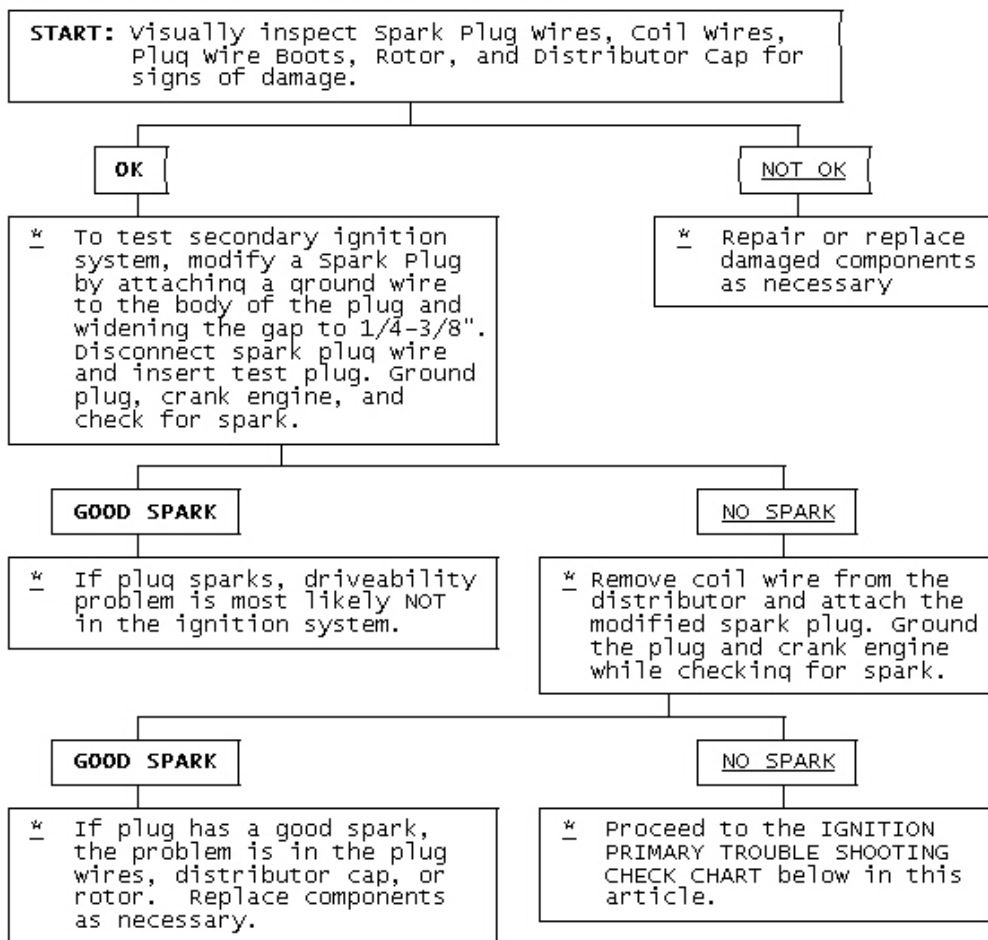 START: Visually inspect Spark Plug Wires, Coil Wires,
Plug Wire Boots, Rotor, and Distributor Cap for
signs of damage.
OK
NOT OK
* To test secondary ignition
system, modify a Spark Plug
by attaching a ground wire
to the body of the plug and
widening the gap to 1/4-3/8".
Disconnect spark plug wire
and insert test plug. Ground
plug, crank engine, and
check for spark.
* Repair or replace
damaged components
as necessary
GOOD SPARK
NO SPARK
* If plug sparks, driveability
problem is most likely NOT
in the ignition system.
* Remove coil wire from the
distributor and attach the
modified spark plug. Ground
the plug and crank engine
while checking for spark.
GOOD SPARK
NO SPARK
* If plug has a good spark,
the problem is in the plug
wires, distributor cap, or
rotor. Replace components
as necessary.
* Proceed to the IGNITION
PRIMARY TROUBLE SHOOTING
CHECK CHART below in this
article.